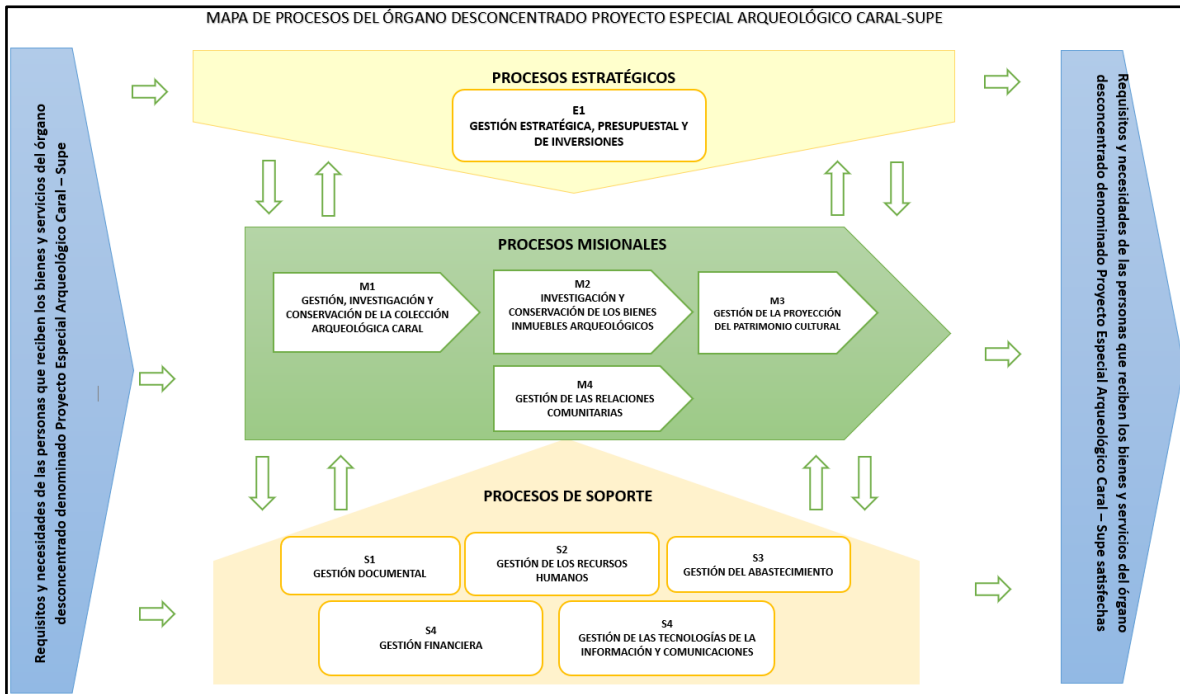 MAPA DE PROCESOS DEL ÓRGANO DESCONCENTRADO PROYECTO ESPECIAL ARQUEOLÓGICO CARAL-SUPE
Requisitos y necesidades de las personas que reciben los bienes y servicios del órgano
desconcentrado denominado Proyecto Especial Arqueológico Caral – Supe
PROCESOS ESTRATÉGICOS
E1
GESTIÓN ESTRATÉGICA, PRESUPUESTAL Y
DE INVERSIONES
PROCESOS MISIONALES
M1
GESTIÓN, INVESTIGACIÓN Y
CONSERVACIÓN DE LA COLECCIÓN
ARQUEOLÓGICA CARAL
M2
INVESTIGACIÓN Y
CONSERVACIÓN DE LOS BIENES
INMUEBLES ARQUEOLÓGICOS
M3
GESTIÓN DE LA PROYECCIÓN
DEL PATRIMONIO CULTURAL
M4
GESTIÓN DE LAS RELACIONES
COMUNITARIAS
PROCESOS DE SOPORTE
S1
GESTIÓN DOCUMENTAL
S2
GESTIÓN DE LOS RECURSOS
HUMANOS
S3
GESTIÓN DEL ABASTECIMIENTO
S4
GESTIÓN FINANCIERA
S4
GESTIÓN DE LAS TECNOLOGÍAS DE LA
INFORMACIÓN Y COMUNICACIONES
Requisitos y necesidades de las personas que reciben los bienes y servicios del órgano
desconcentrado denominado Proyecto Especial Arqueológico Caral – Supe satisfechas